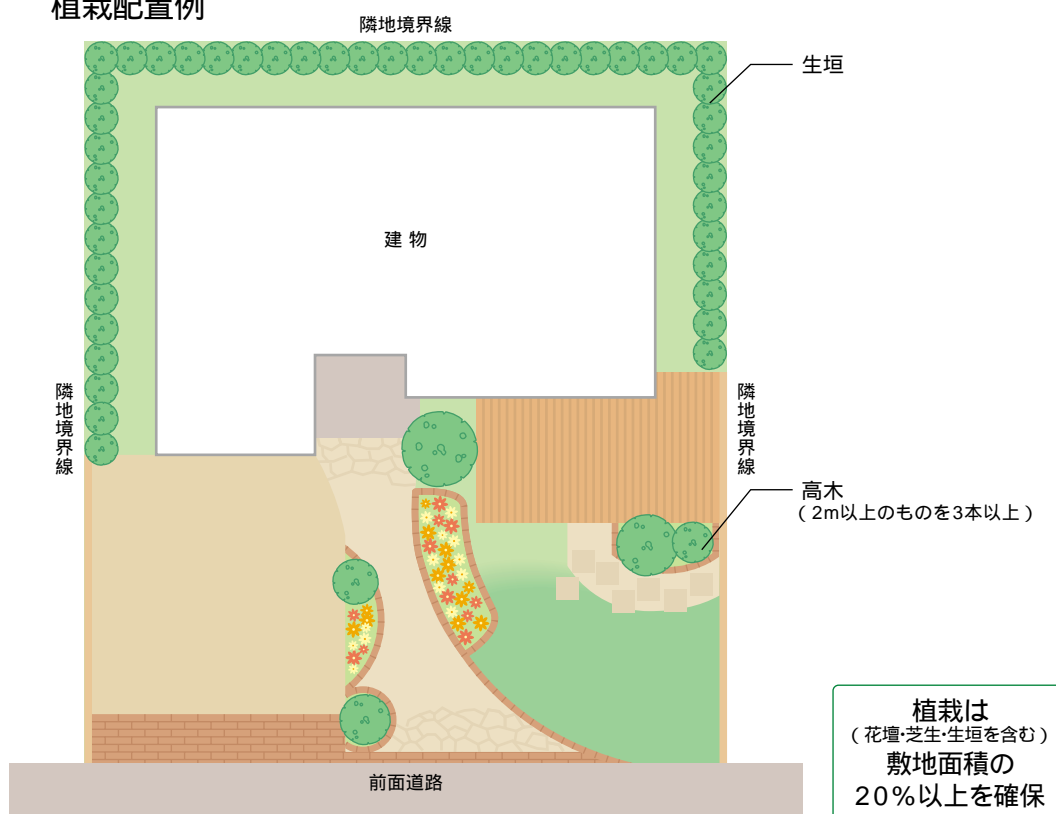 植栽配置例
隣地境界線
生垣
建物
隣地境界線
隣地境界線
高木
(2m以上のものを3本以上)
前面道路
植栽は
(花壇・芝生・生垣を含む)
敷地面積の
20%以上を確保